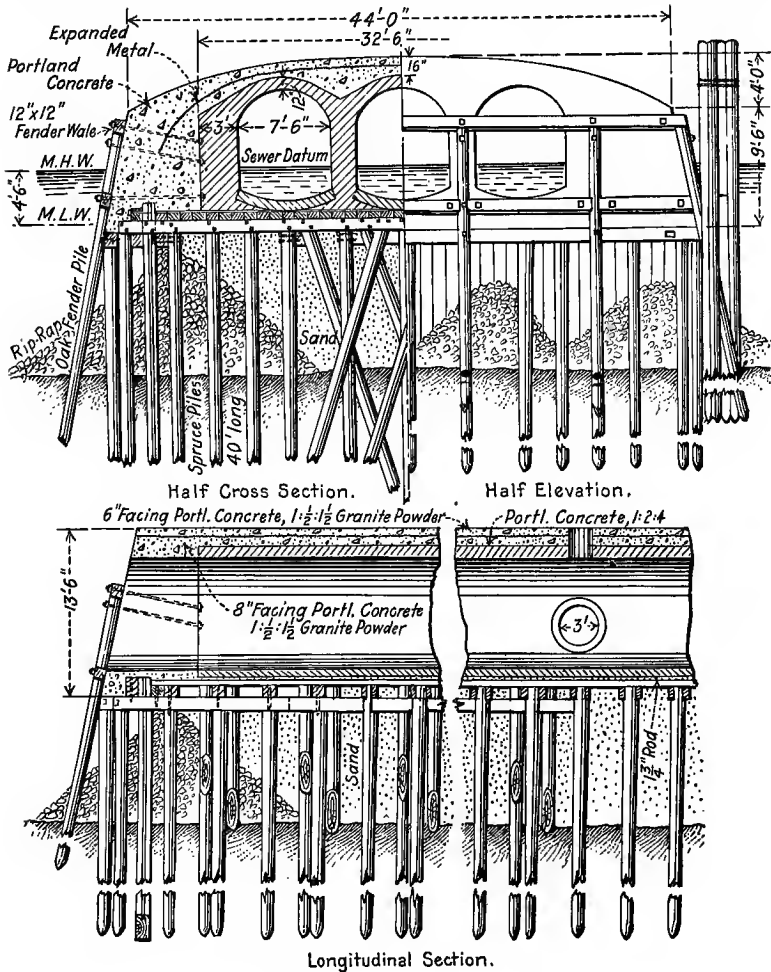 44'-0"
32'-6"
Expanded
Metal
Portland
Concrete
16"
4'-0"
12"x12"
Fender Wale
12"
3'
7'-6"
Sewer Datum
9'-6"
M.H.W.
4'-6"
M.L.W.
Rip-Rap
Oak Fender Pile
Sand
Spruce Piles
40' long
Half Cross Section.
Half Elevation.
6" Facing Portl. Concrete, 1:½:1½ Granite Powder
Portl. Concrete, 1:2:4
13'-6"
8" Facing Portl. Concrete
1:½:1½ Granite Powder
3'
Sand
1¾" Rod
Longitudinal Section.